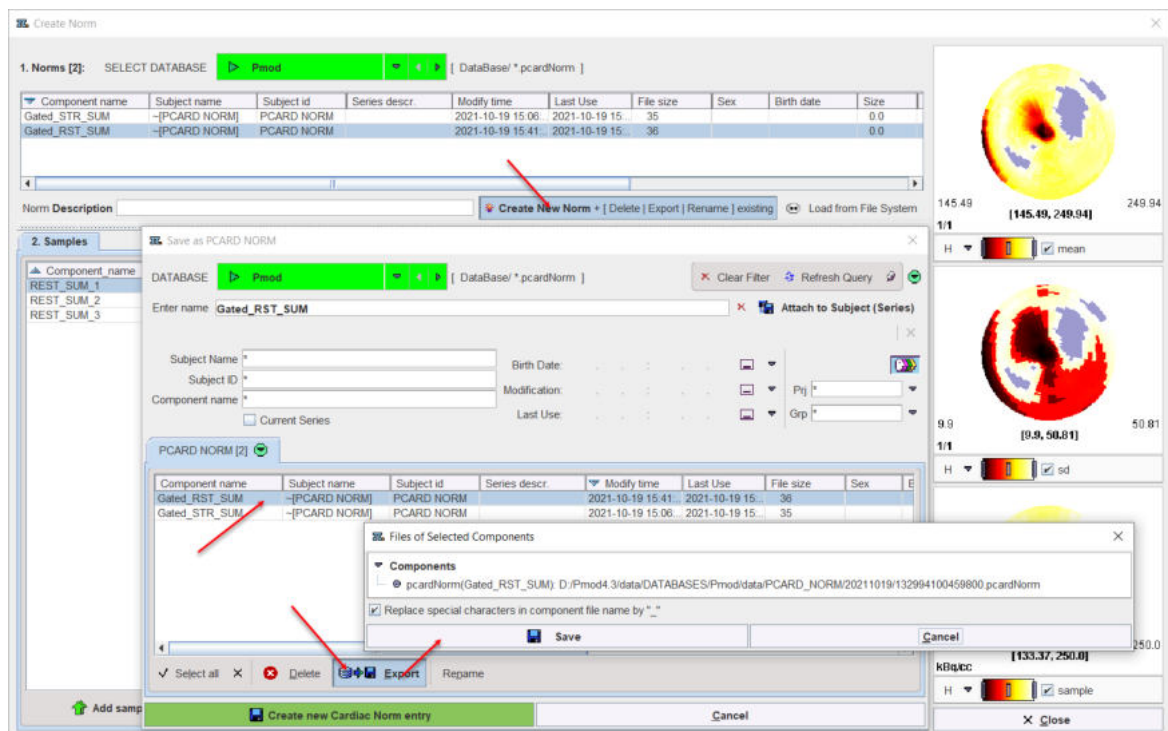 Create Norm
1. Norms [2]: SELECT DATABASE Pmod [ DataBase/ *.pcardNorm ]
Component name Subject name Subject id Series descr. Modify time Last Use File size Sex Birth date Size
Gated_STR_SUM ~[PCARD NORM] PCARD NORM 2021-10-19 15:06... 2021-10-19 15... 35 0.0
Gated_RST_SUM ~[PCARD NORM] PCARD NORM 2021-10-19 15:41... 2021-10-19 15... 36 0.0
Norm Description Create New Norm + [ Delete | Export | Rename ] existing Load from File System
145.49 [145.49, 249.94] 249.94
1/1
H mean
2. Samples
Component_name
REST_SUM_1
REST_SUM_2
REST_SUM_3
Add samp
Save as PCARD NORM
DATABASE Pmod [ DataBase/ *.pcardNorm ] Clear Filter Refresh Query
Enter name Gated_RST_SUM Attach to Subject (Series)
Subject Name *
Subject ID *
Component name *
Current Series
Birth Date:
Modification:
Last Use:
Prj *
Grp *
PCARD NORM [2]
Component name Subject name Subject id Series descr. Modify time Last Use File size Sex
Gated_RST_SUM ~[PCARD NORM] PCARD NORM 2021-10-19 15:41... 2021-10-19 15... 36
Gated_STR_SUM ~[PCARD NORM] PCARD NORM 2021-10-19 15:06... 2021-10-19 15... 35
Files of Selected Components
Components
pcardNorm(Gated_RST_SUM): D:/Pmod4.3/data/DATABASES/Pmod/data/PCARD_NORM/20211019/132994100459800.pcardNorm
Replace special characters in component file name by "_"
Save Cancel
Select all Delete Export Rename
Create new Cardiac Norm entry Cancel
9.9 [9.9, 50.81] 50.81
1/1
H sd
250.0
[133.37, 250.0]
kBq/cc
H sample
Close